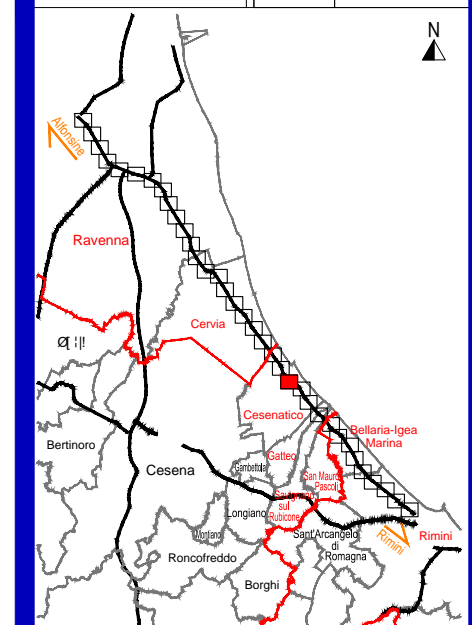 N
Alfonsine
Ravenna
Cervia
Bertinoro
Cesenatico
Bellaria-Igea
Marina
Gatteo
Cesena
Gambettola
San Mauro
Pascoli
Savignano
sul
Rubicone
Longiano
Montiano
Sant'Arcangelo
di
Romagna
Rimini
Rimini
Roncofreddo
Borghi